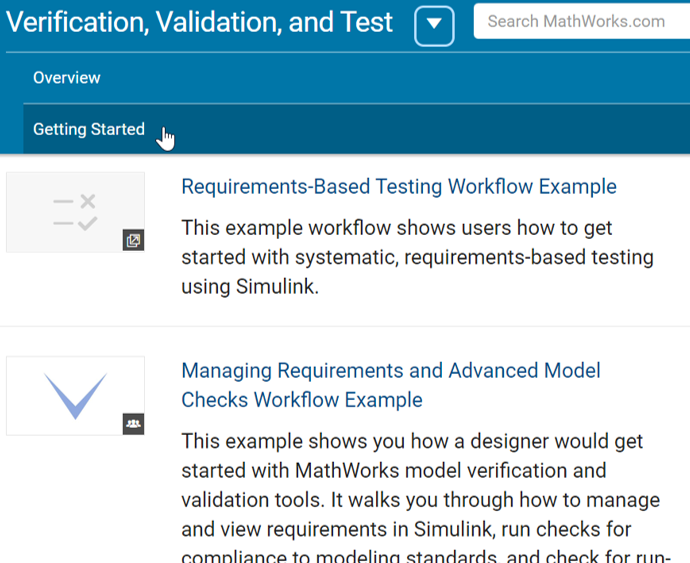 Verification, Validation, and Test
Search MathWorks.com
Overview
Getting Started
Requirements-Based Testing Workflow Example
This example workflow shows users how to get
started with systematic, requirements-based testing
using Simulink.
Managing Requirements and Advanced Model
Checks Workflow Example
This example shows you how a designer would get
started with MathWorks model verification and
validation tools. It walks you through how to manage
and view requirements in Simulink, run checks for
compliance to modeling standards, and check for run-